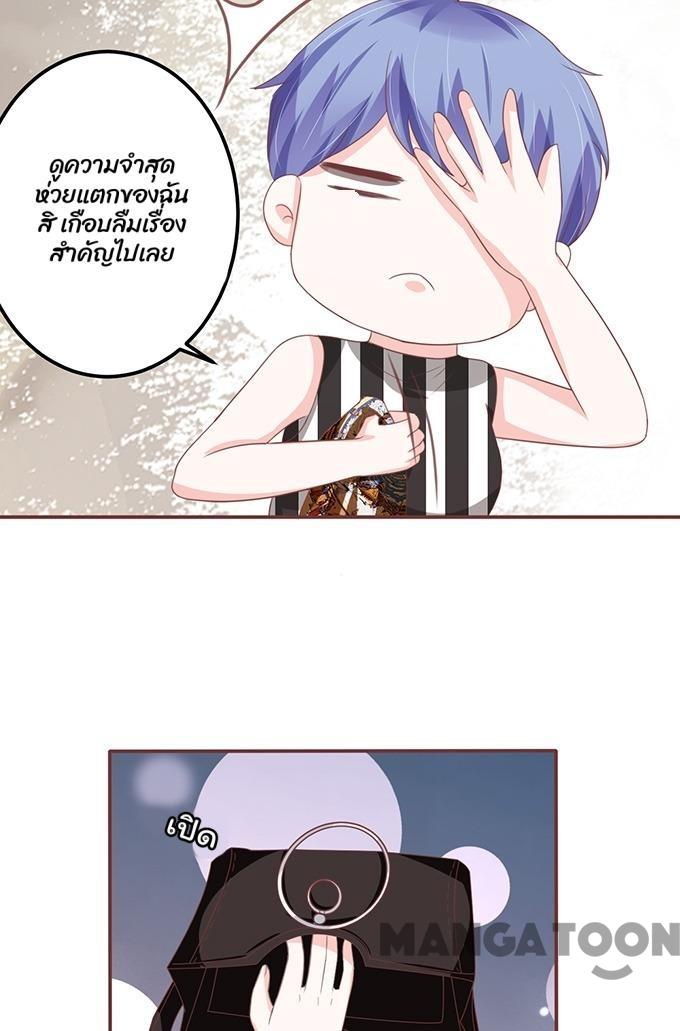 ดูความจำสุด
ห่วยแตกของฉัน
สิ เกือบลืมเรื่อง
สำคัญไปเลย
เปิด
MANGATOON